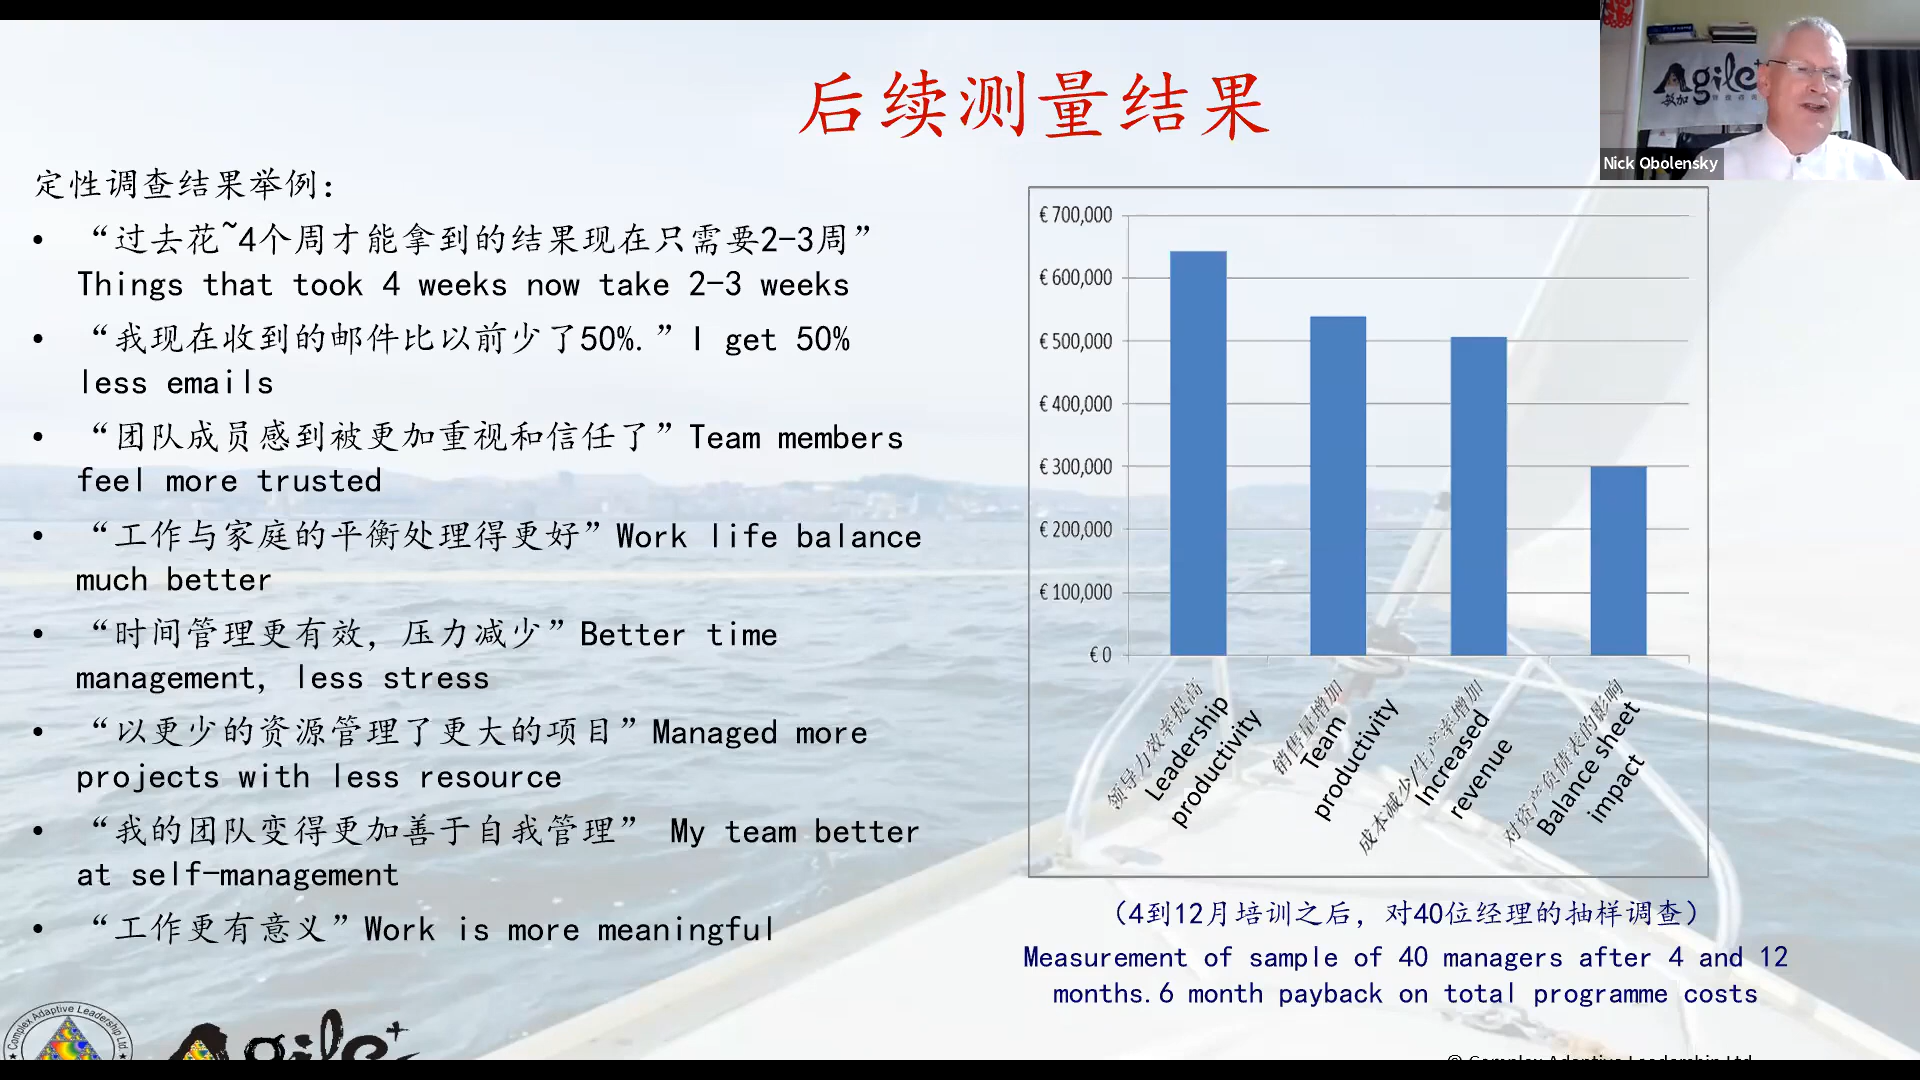 后续测量结果
定性调查结果举例：
• “过去花~4个周才能拿到的结果现在只需要2-3周”
Things that took 4 weeks now take 2-3 weeks
• “我现在收到的邮件比以前少了50%.”I get 50%
less emails
• “团队成员感到被更加重视和信任了”Team members
feel more trusted
• “工作与家庭的平衡处理得更好”Work life balance
much better
• “时间管理更有效，压力减少”Better time
management, less stress
• “以更少的资源管理了更大的项目”Managed more
projects with less resource
• “我的团队变得更加善于自我管理” My team better
at self-management
• “工作更有意义”Work is more meaningful
€ 700,000
€ 600,000
€ 500,000
€ 400,000
€ 300,000
€ 200,000
€ 100,000
€ 0
领导力效率提高
Leadership
productivity
销售量增加
Team
productivity
成本减少/生产率增加
Increased
revenue
对资产负债表的影响
Balance sheet
impact
（4到12月培训之后，对40位经理的抽样调查）
Measurement of sample of 40 managers after 4 and 12
months.6 month payback on total programme costs
Complex Adaptive Leadership Ltd
Agile+
© Complex Adaptive Leadership Ltd
Agile+
敏加
Nick Obolensky